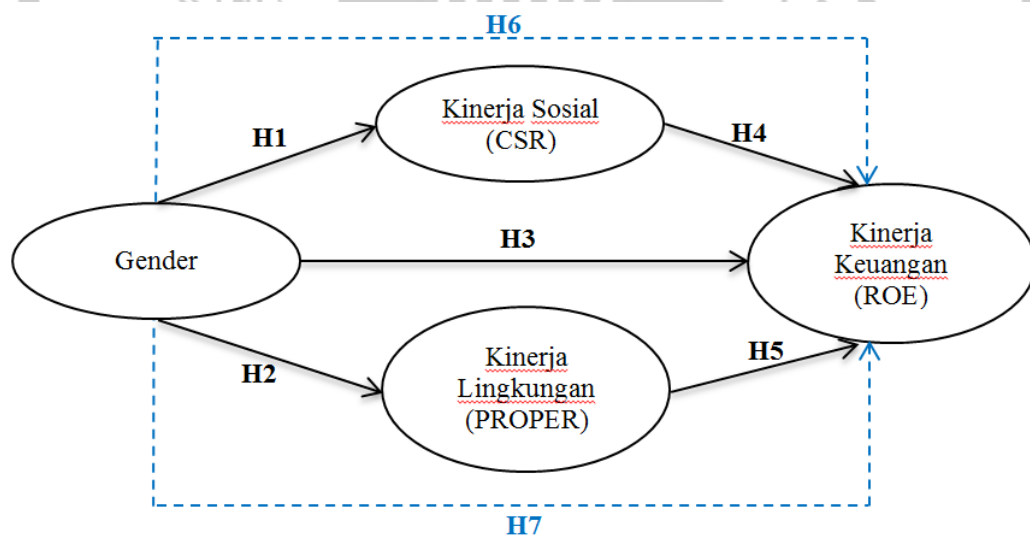 H6
Kinerja Sosial
(CSR)
H1
H4
Gender
H3
Kinerja
Keuangan
(ROE)
H2
Kinerja
Lingkungan
(PROPER)
H5
H7